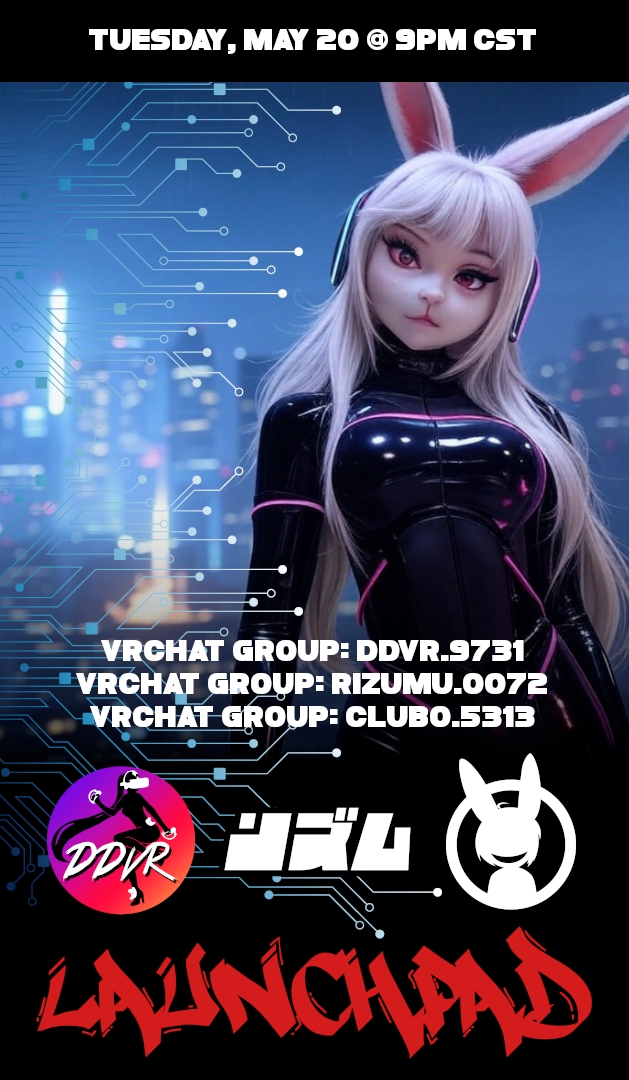 TUESDAY, MAY 20 @ 9PM CST
VRCHAT GROUP: DDVR.9731
VRCHAT GROUP: RIZUMU.0072
VRCHAT GROUP: CLUBO.5313
DDVR
リズム
LAUNCHPAD